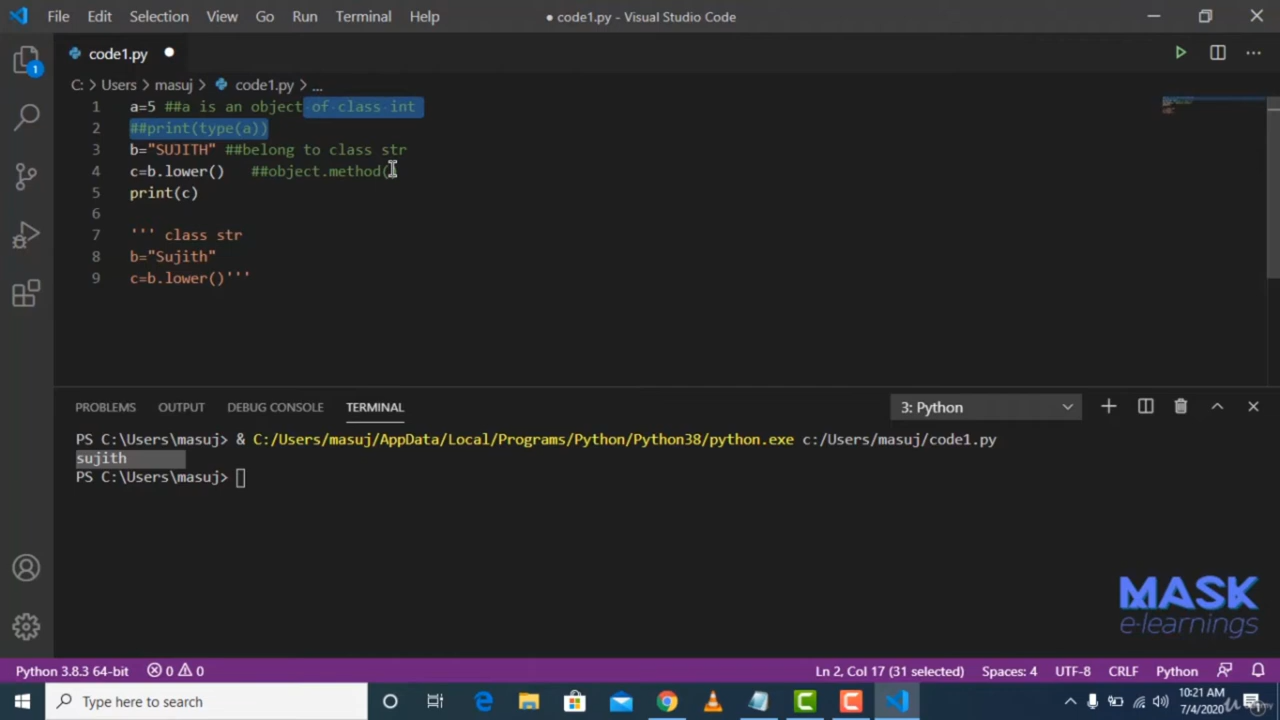 File Edit Selection View Go Run Terminal Help
● code1.py - Visual Studio Code
code1.py
C: > Users > masuj > code1.py > ...
1 a=5 ##a is an object of class int
2 ##print(type(a))
3 b="SUJITH" ##belong to class str
4 c=b.lower() ##object.method(
5 print(c)
6
7 ''' class str
8 b="Sujith"
9 c=b.lower()'''
PROBLEMS OUTPUT DEBUG CONSOLE TERMINAL
3: Python
PS C:\Users\masuj> & C:/Users/masuj/AppData/Local/Programs/Python/Python38/python.exe c:/Users/masuj/code1.py
sujith
PS C:\Users\masuj>
MASK
e-learnings
Python 3.8.3 64-bit 0 0 Ln 2, Col 17 (31 selected) Spaces: 4 UTF-8 CRLF Python
Type here to search
10:21 AM
7/4/2020
1